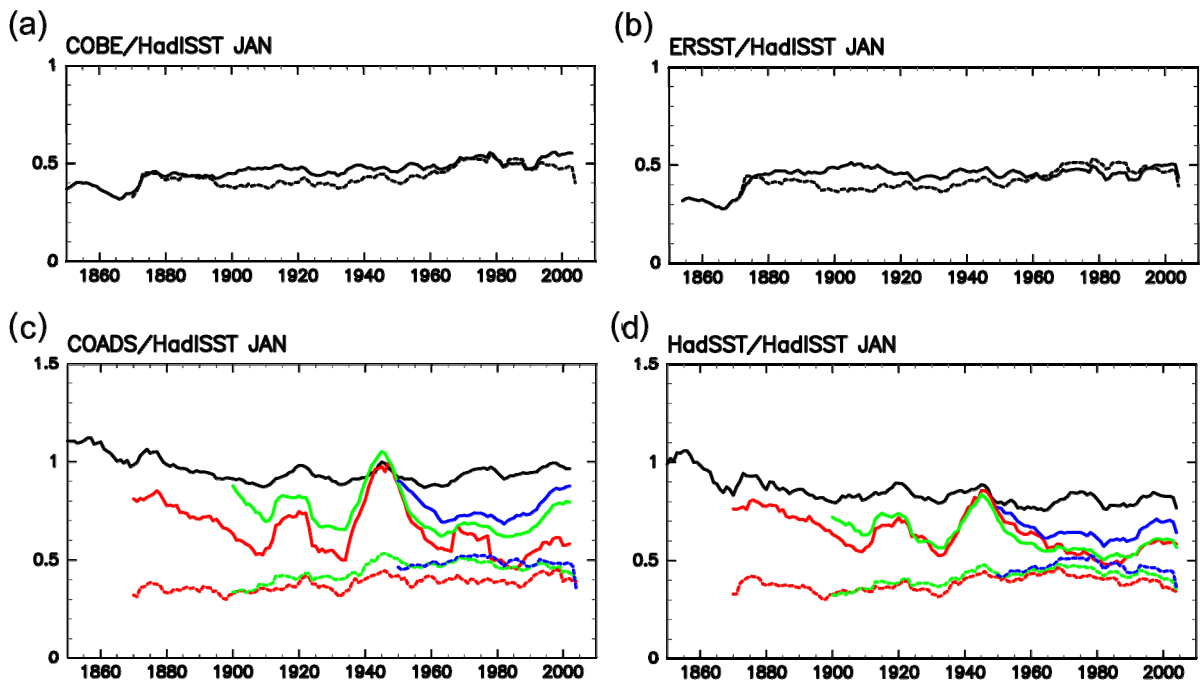 (a)
COBE/HadISST JAN
1
0.5
0
1860 1880 1900 1920 1940 1960 1980 2000
(b)
ERSST/HadISST JAN
1
0.5
0
1860 1880 1900 1920 1940 1960 1980 2000
(c)
COADS/HadISST JAN
1.5
1
0.5
0
1860 1880 1900 1920 1940 1960 1980 2000
(d)
HadSST/HadISST JAN
1.5
1
0.5
0
1860 1880 1900 1920 1940 1960 1980 2000